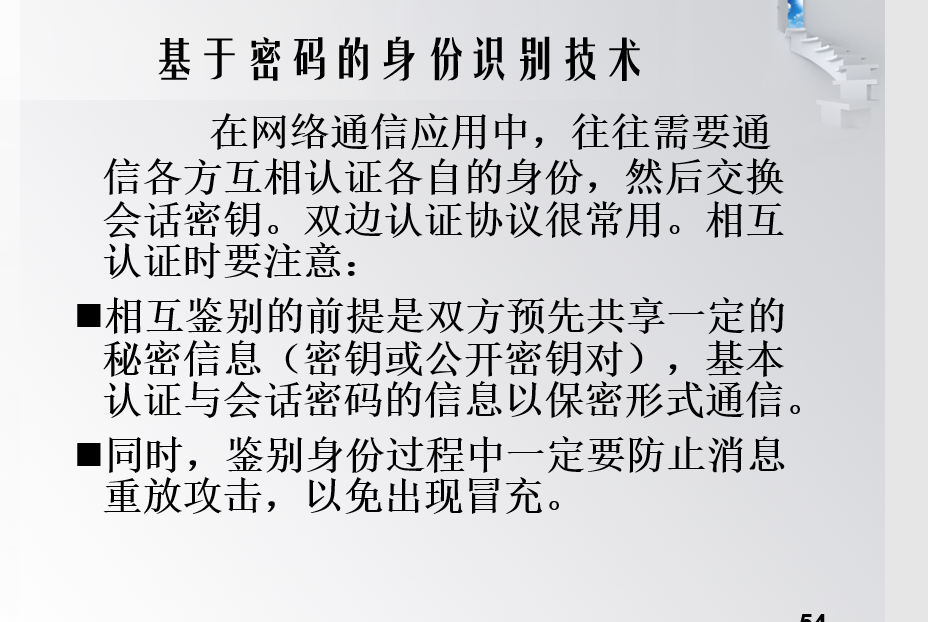 基于密码的身份识别技术
在网络通信应用中，往往需要通
信各方互相认证各自的身份，然后交换
会话密钥。双边认证协议很常用。相互
认证时要注意：
■相互鉴别的前提是双方预先共享一定的
秘密信息（密钥或公开密钥对），基本
认证与会话密码的信息以保密形式通信。
■同时，鉴别身份过程中一定要防止消息
重放攻击，以免出现冒充。
54